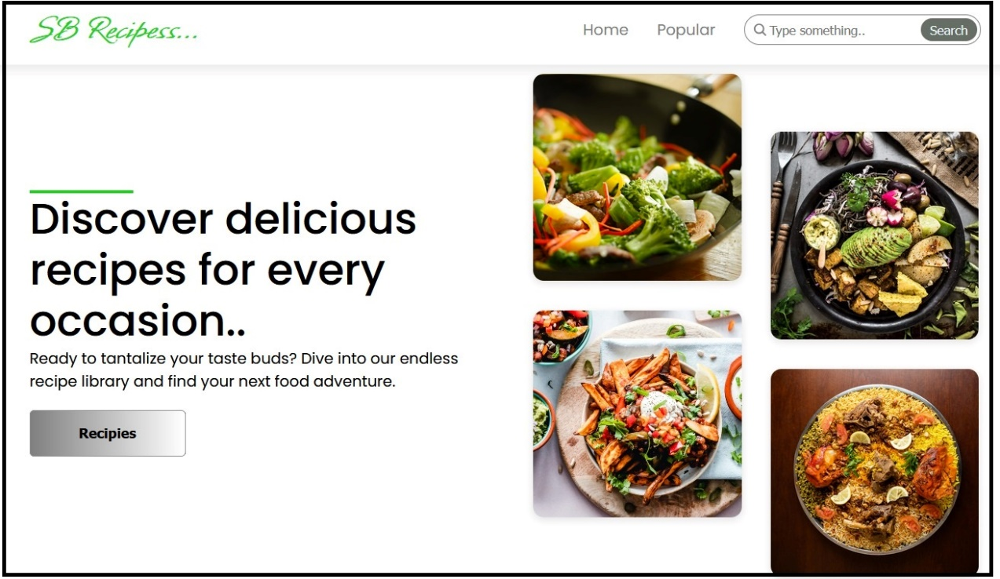 SB Recipess...
Home
Popular
Type something..
Search
Discover delicious
recipes for every
occasion..
Ready to tantalize your taste buds? Dive into our endless
recipe library and find your next food adventure.
Recipies